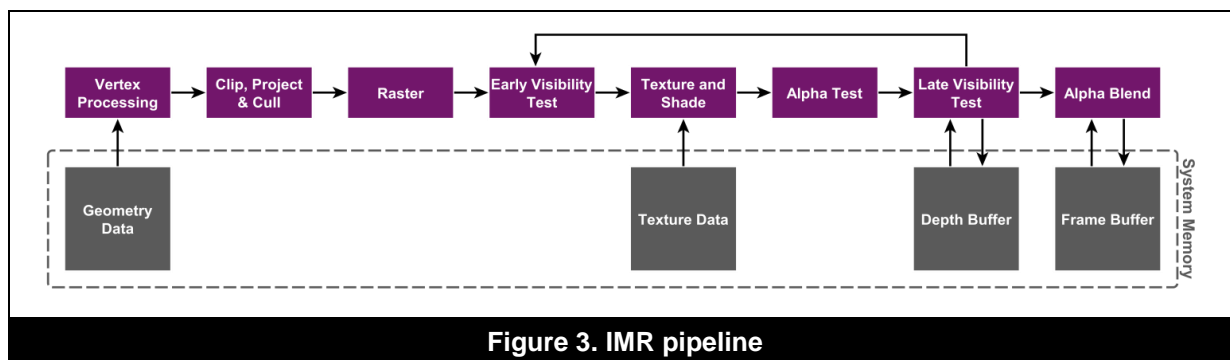 Vertex
Processing
Clip, Project
& Cull
Raster
Early Visibility
Test
Texture and
Shade
Alpha Test
Late Visibility
Test
Alpha Blend
Geometry
Data
Texture Data
Depth Buffer
Frame Buffer
System Memory
Figure 3. IMR pipeline